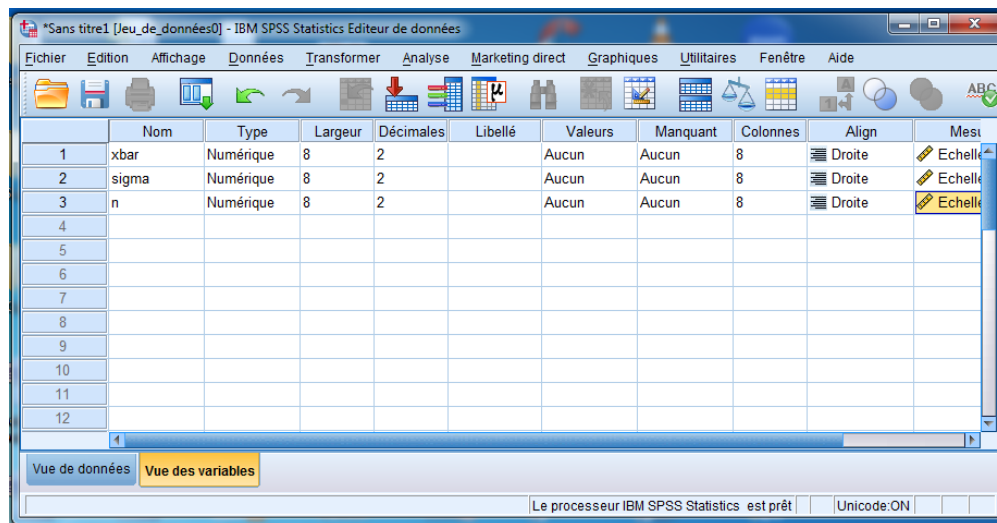 *Sans titre1 [Jeu_de_données0] - IBM SPSS Statistics Editeur de données
Fichier Edition Affichage Données Transformer Analyse Marketing direct Graphiques Utilitaires Fenêtre Aide
Nom Type Largeur Décimales Libellé Valeurs Manquant Colonnes Align Mesu
1 xbar Numérique 8 2 Aucun Aucun 8 Droite Echelle
2 sigma Numérique 8 2 Aucun Aucun 8 Droite Echelle
3 n Numérique 8 2 Aucun Aucun 8 Droite Echelle
4
5
6
7
8
9
10
11
12
Vue de données Vue des variables
Le processeur IBM SPSS Statistics est prêt Unicode:ON